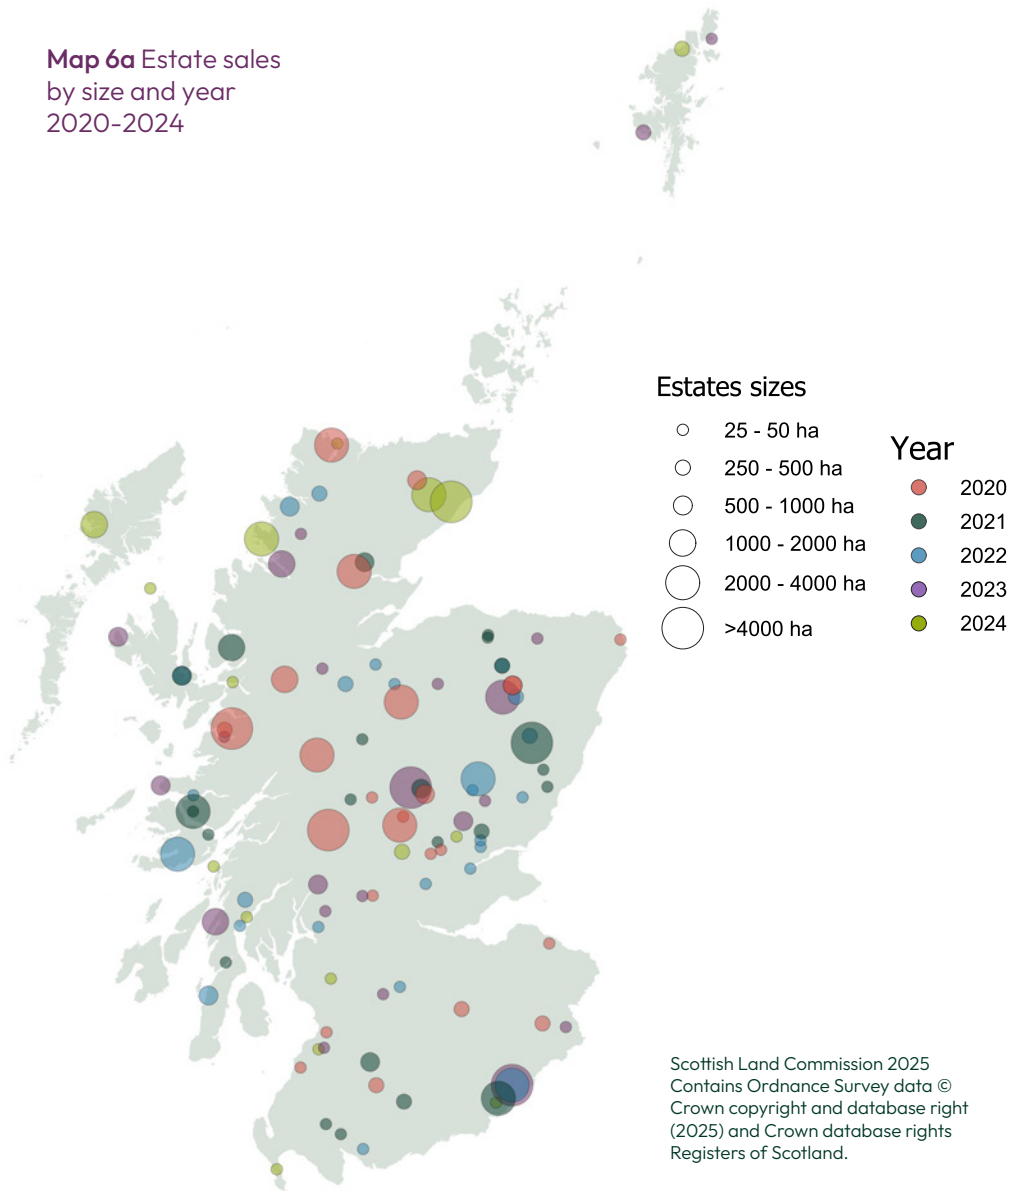 Map 6a Estate sales
by size and year
2020-2024
Estates sizes
25 - 50 ha
250 - 500 ha
500 - 1000 ha
1000 - 2000 ha
2000 - 4000 ha
>4000 ha
Year
2020
2021
2022
2023
2024
Scottish Land Commission 2025
Contains Ordnance Survey data ©
Crown copyright and database right
(2025) and Crown database rights
Registers of Scotland.